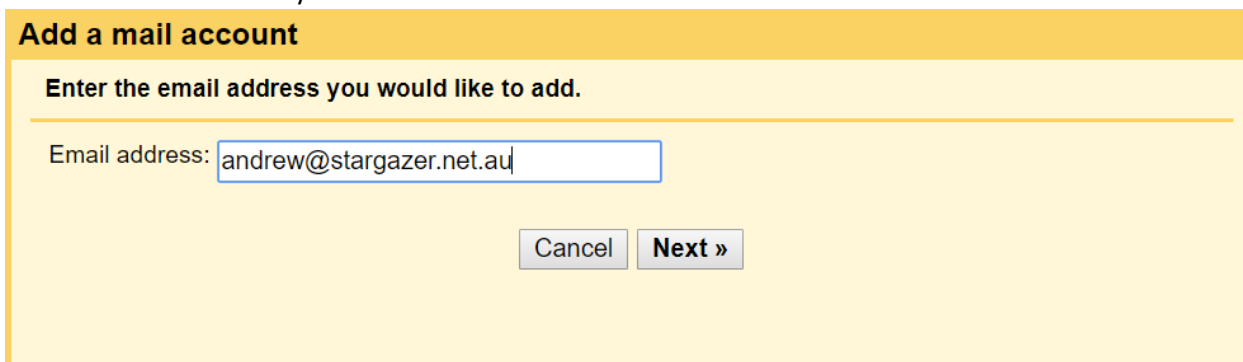 Add a mail account
Enter the email address you would like to add.
Email address: andrew@stargazer.net.au
Cancel Next »